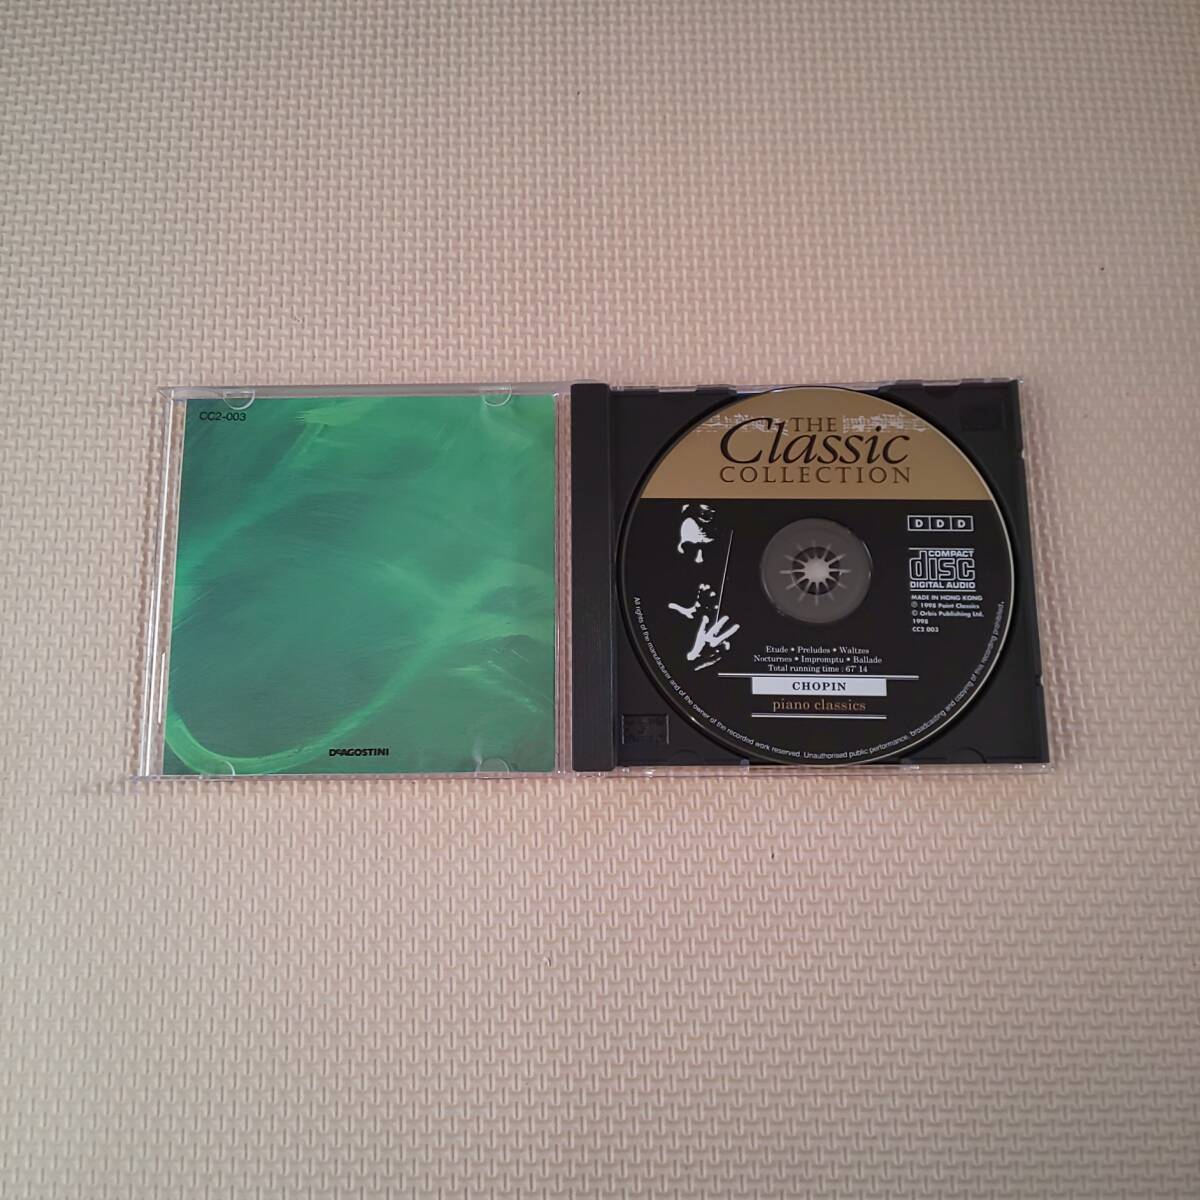 CC2-003
DeAGOSTINI
THE
Classic
COLLECTION
D D D
COMPACT
disc
DIGITAL AUDIO
MADE IN HONG KONG
℗ 1998 Point Classics
© Orbis Publishing Ltd.
1998
CC2 003
Etude • Preludes • Waltzes
Nocturnes • Impromptu • Ballade
Total running time : 67' 14
CHOPIN
piano classics
All rights of the manufacturer and of the owner of the recorded work reserved. Unauthorised public performance, broadcasting and copying of this recording prohibited.